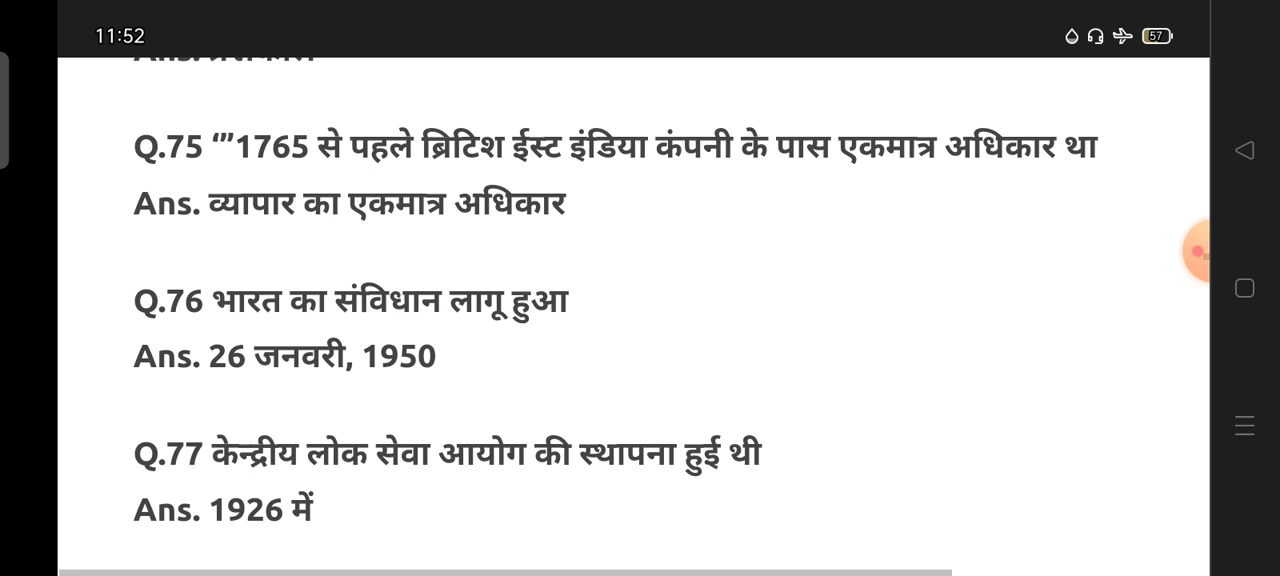 11:52
57
Q.75 “’”1765 से पहले ब्रिटिश ईस्ट इंडिया कंपनी के पास एकमात्र अधिकार था
Ans. व्यापार का एकमात्र अधिकार
Q.76 भारत का संविधान लागू हुआ
Ans. 26 जनवरी, 1950
Q.77 केन्द्रीय लोक सेवा आयोग की स्थापना हुई थी
Ans. 1926 में